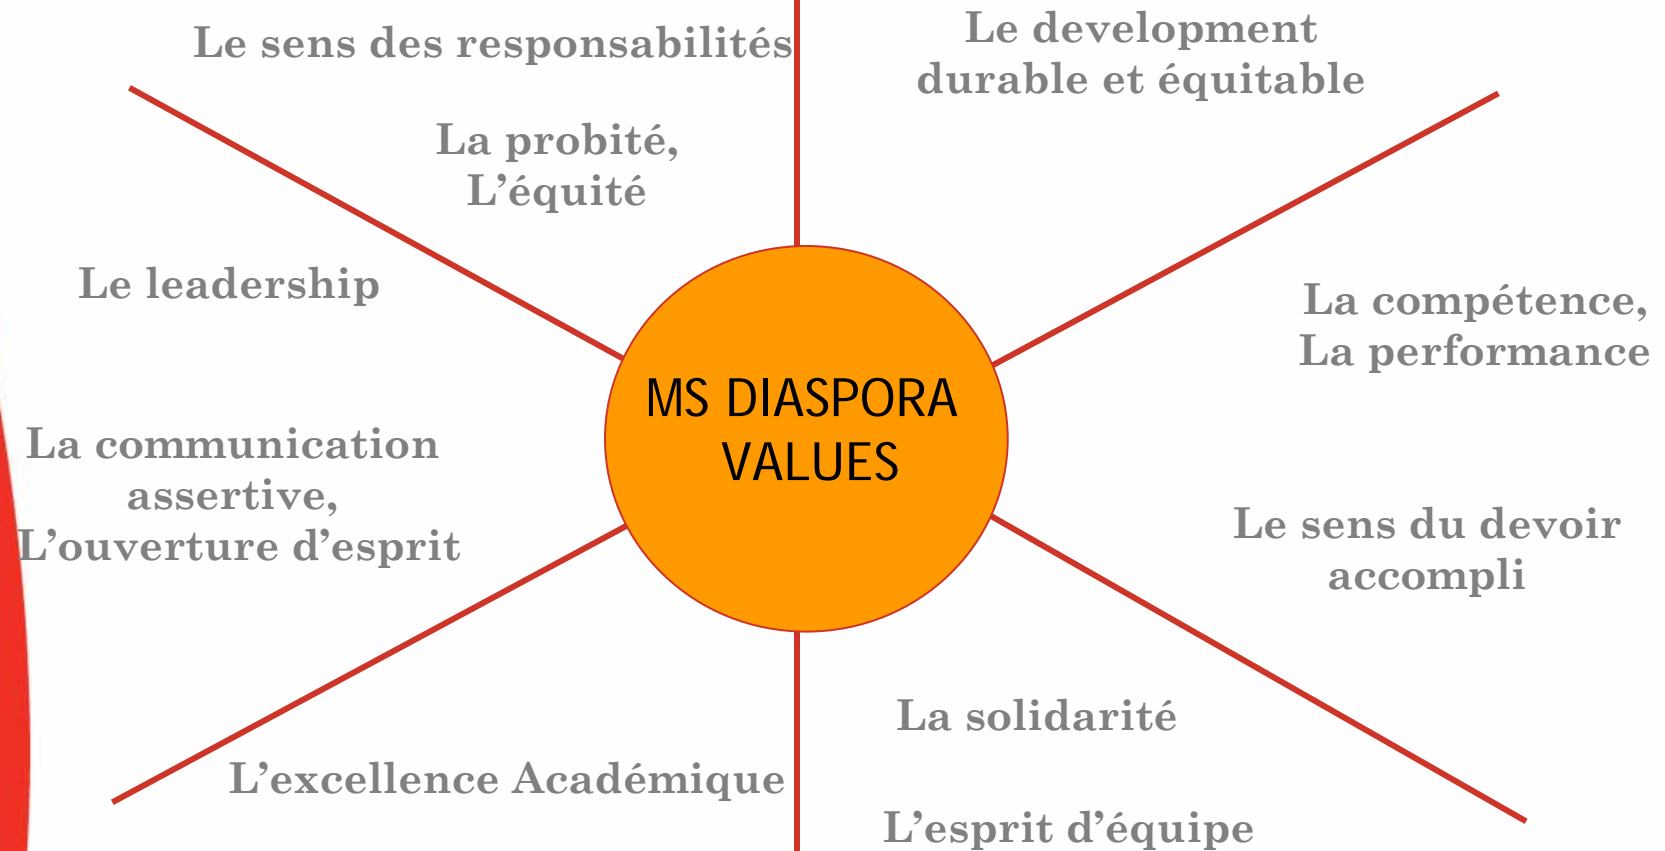 Le sens des responsabilités
La probité,
L’équité
Le development
durable et équitable
Le leadership
La compétence,
La performance
MS DIASPORA
VALUES
La communication
assertive,
L’ouverture d’esprit
Le sens du devoir
accompli
L’excellence Académique
La solidarité
L’esprit d’équipe